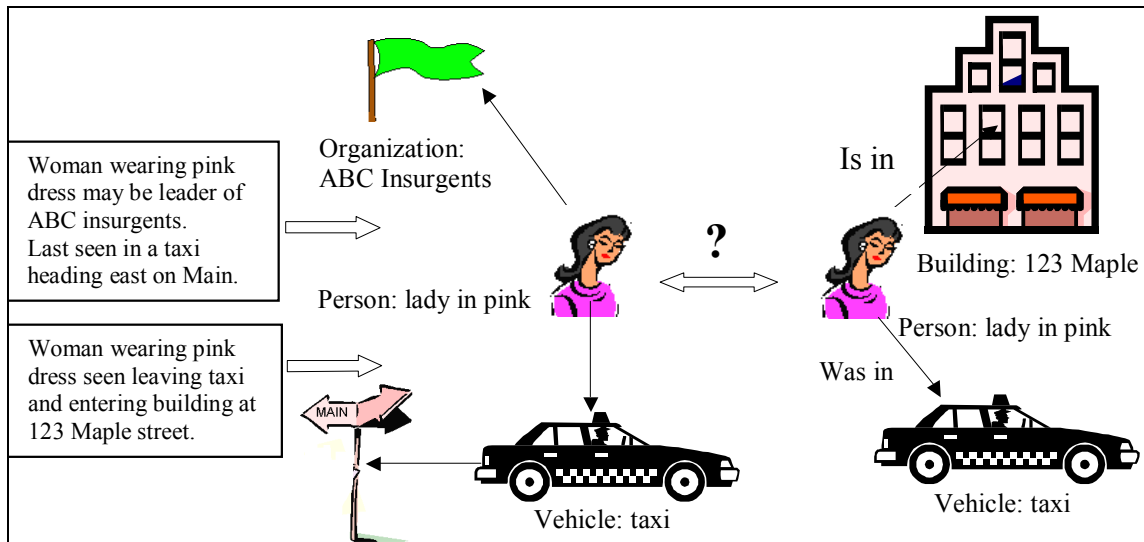 Woman wearing pink
dress may be leader of
ABC insurgents.
Last seen in a taxi
heading east on Main.
Woman wearing pink
dress seen leaving taxi
and entering building at
123 Maple street.
Organization:
ABC Insurgents
Person: lady in pink
MAIN
Vehicle: taxi
?
Is in
Building: 123 Maple
Person: lady in pink
Was in
Vehicle: taxi